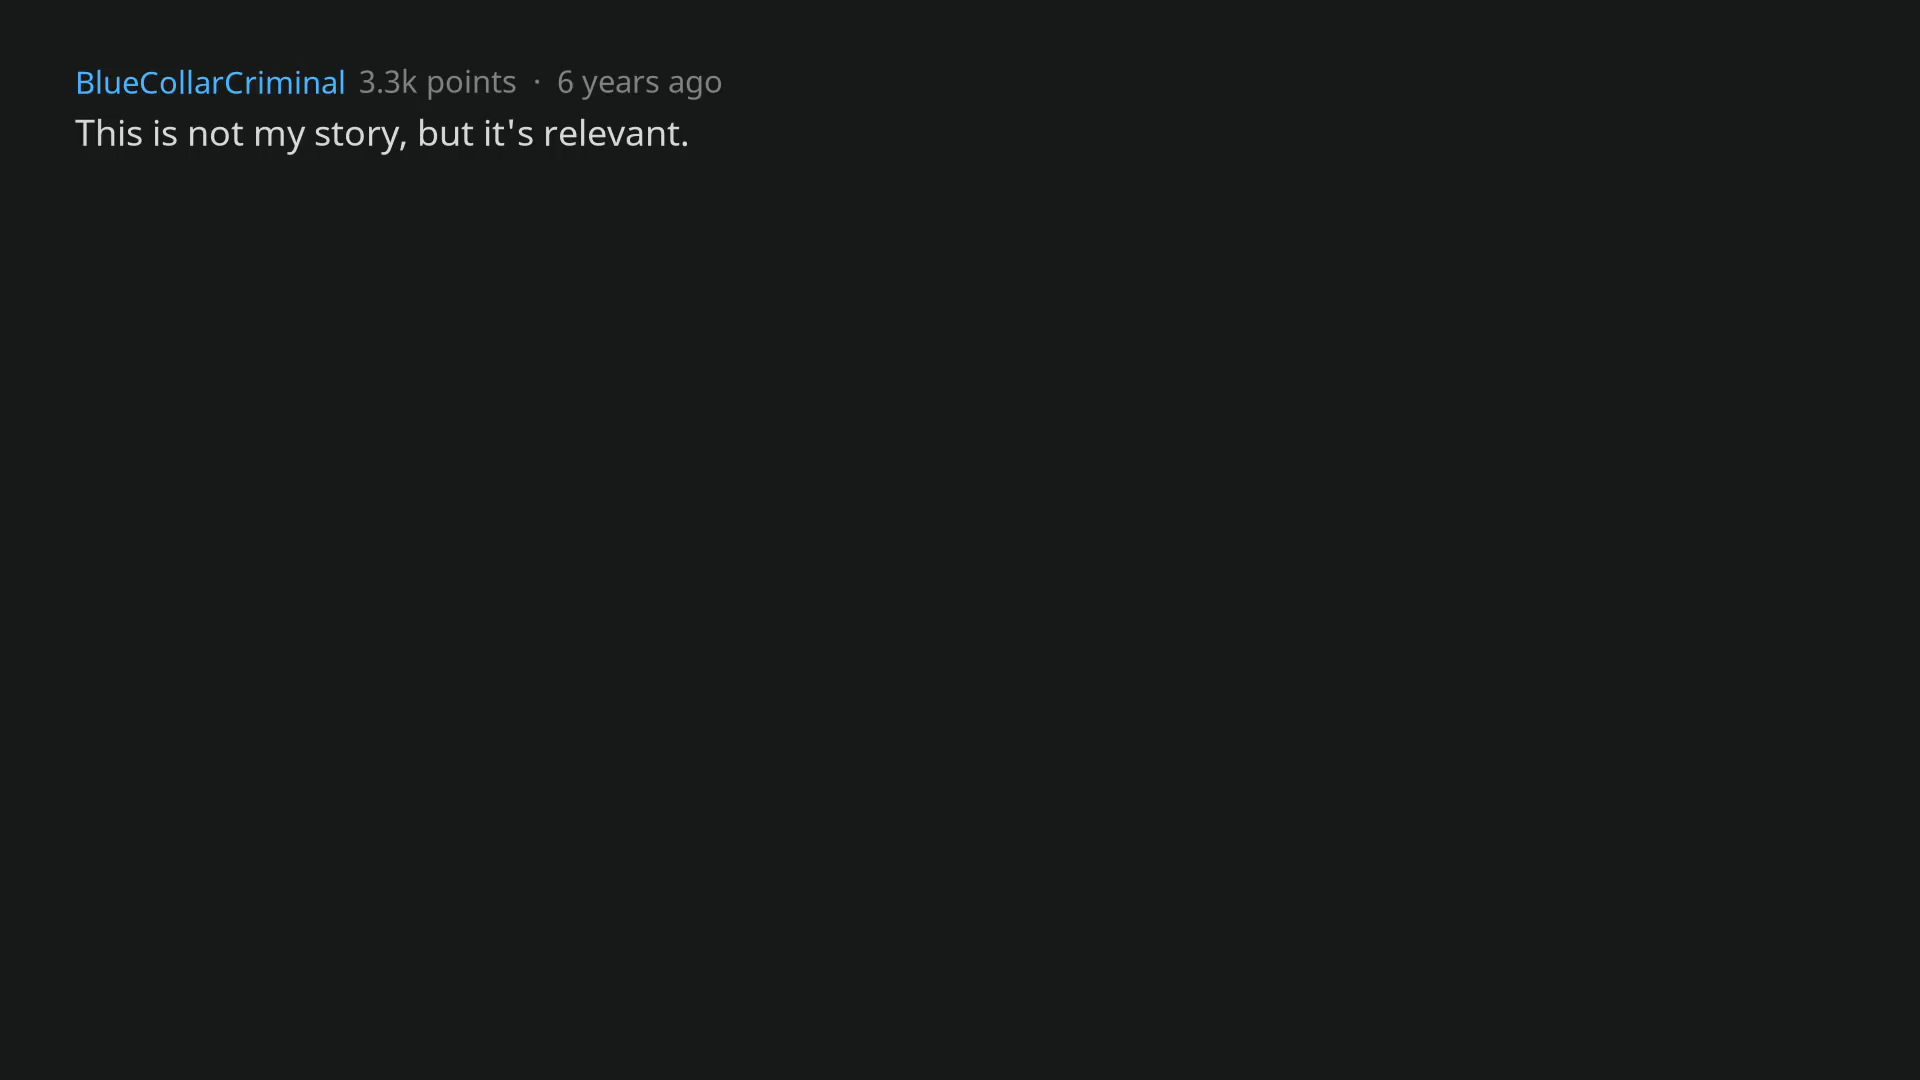 BlueCollarCriminal 3.3k points · 6 years ago
This is not my story, but it's relevant.